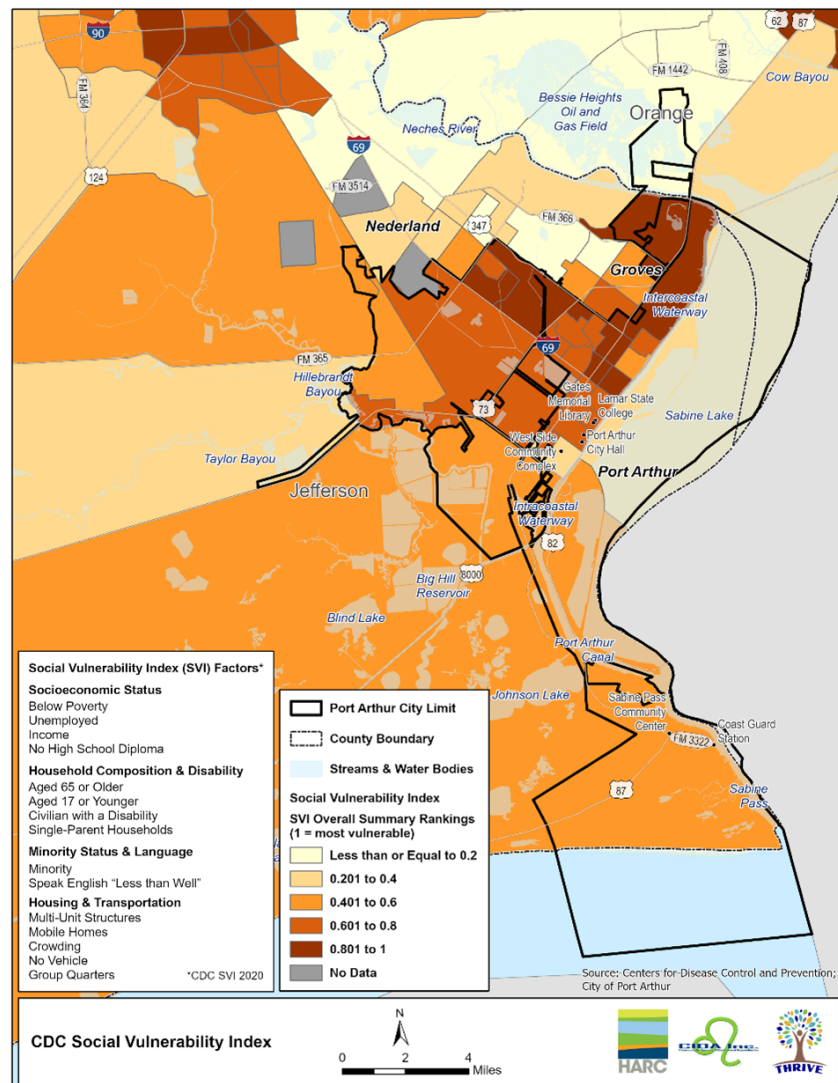 90
62
87
FM 364
FM 1442
FM 408
Cow Bayou
Bessie Heights
Oil and
Gas Field
Orange
Neches River
69
124
FM 3514
Nederland
347
FM 366
Groves
Intercoastal
Waterway
69
FM 365
Hillebrandt
Bayou
73
Gates
Memorial
Library
Lamar State
College
Port Arthur
City Hall
West Side
Community
Complex
Sabine Lake
Port Arthur
Taylor Bayou
Jefferson
Intracoastal
Waterway
82
8000
Big Hill
Reservoir
Blind Lake
Port Arthur
Canal
Johnson Lake
Sabine Pass
Community
Center
Coast Guard
Station
FM 3322
87
Sabine
Pass
Social Vulnerability Index (SVI) Factors*
Socioeconomic Status
Below Poverty
Unemployed
Income
No High School Diploma
Household Composition & Disability
Aged 65 or Older
Aged 17 or Younger
Civilian with a Disability
Single-Parent Households
Minority Status & Language
Minority
Speak English “Less than Well”
Housing & Transportation
Multi-Unit Structures
Mobile Homes
Crowding
No Vehicle
Group Quarters
*CDC SVI 2020
Port Arthur City Limit
County Boundary
Streams & Water Bodies
Social Vulnerability Index
SVI Overall Summary Rankings
(1 = most vulnerable)
Less than or Equal to 0.2
0.201 to 0.4
0.401 to 0.6
0.601 to 0.8
0.801 to 1
No Data
Source: Centers for Disease Control and Prevention;
City of Port Arthur
CDC Social Vulnerability Index
N
0 2 4
Miles
HARC
CIDA Inc.
THRIVE